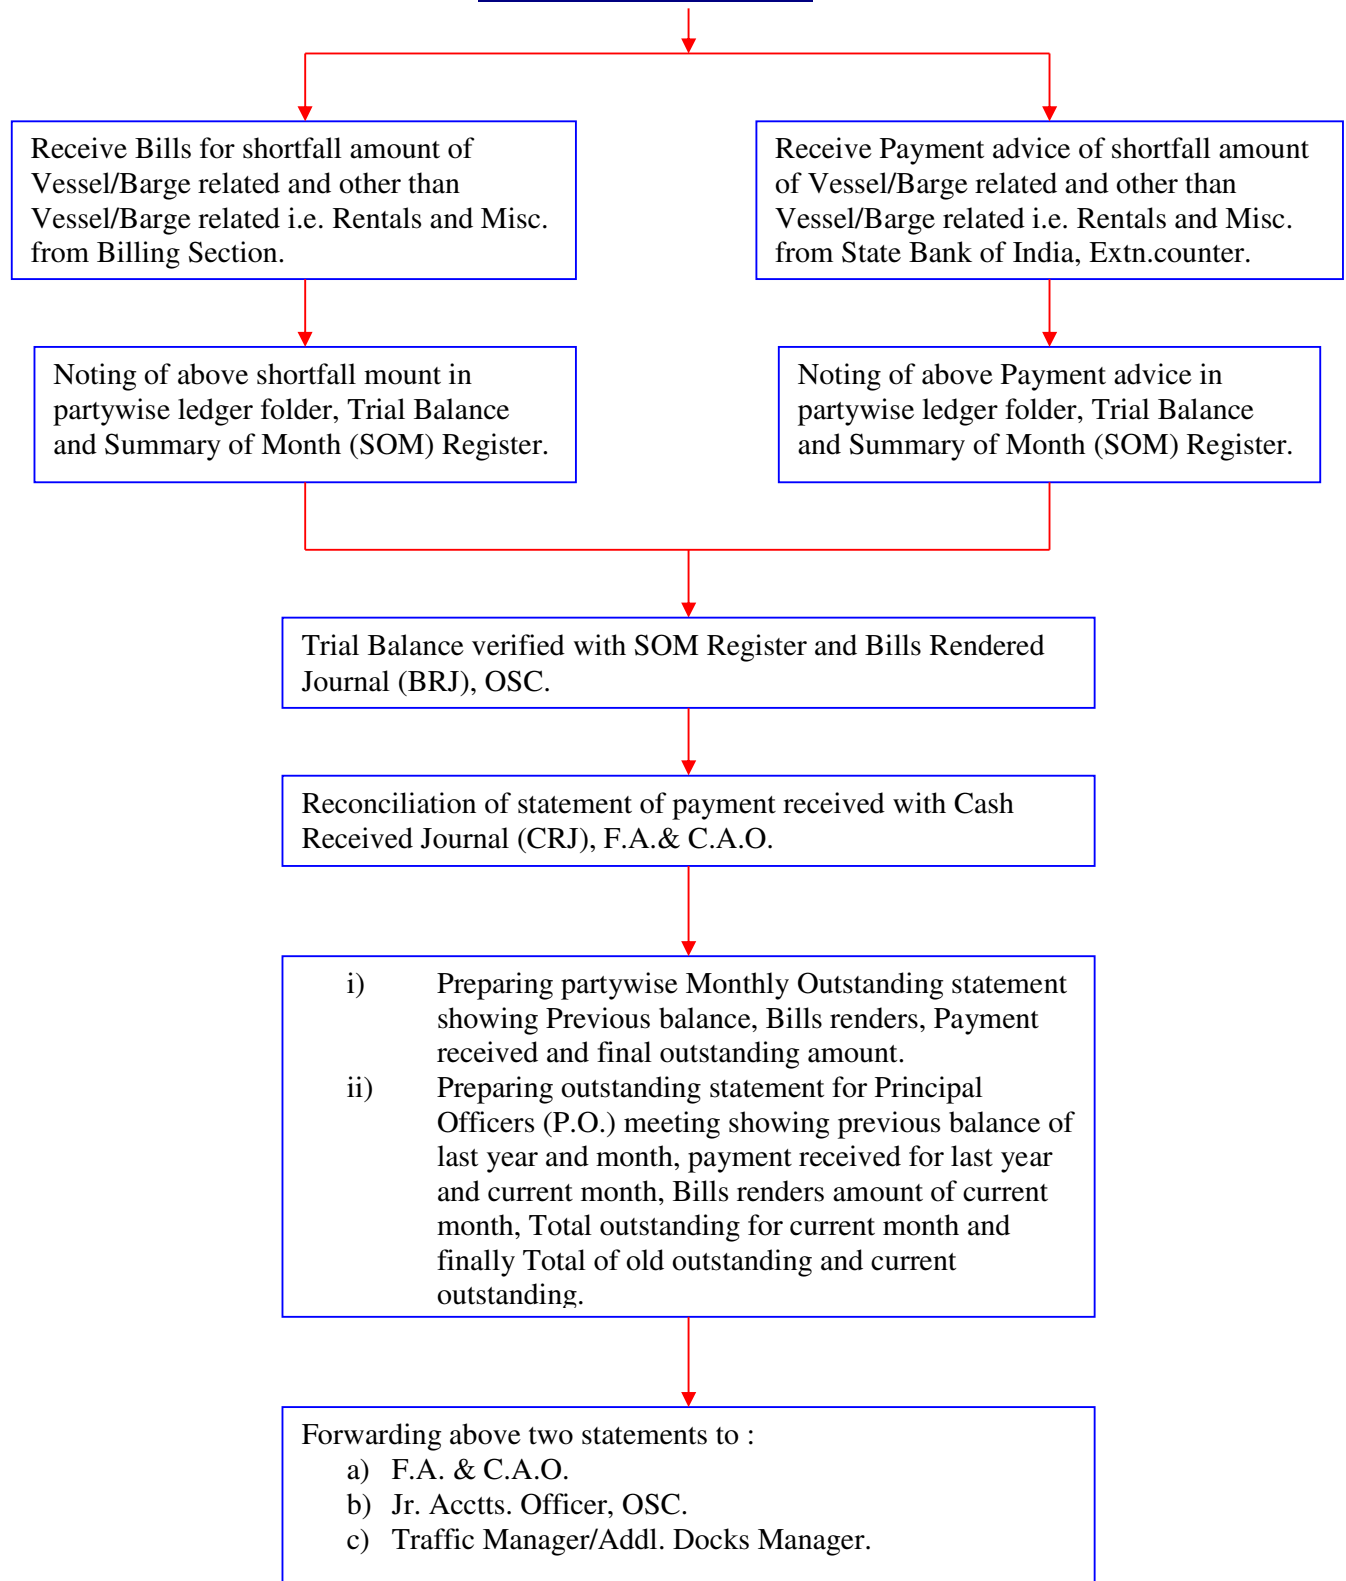 Receive Bills for shortfall amount of
Vessel/Barge related and other than
Vessel/Barge related i.e. Rentals and Misc.
from Billing Section.
Receive Payment advice of shortfall amount
of Vessel/Barge related and other than
Vessel/Barge related i.e. Rentals and Misc.
from State Bank of India, Extn.counter.
Noting of above shortfall mount in
partywise ledger folder, Trial Balance
and Summary of Month (SOM) Register.
Noting of above Payment advice in
partywise ledger folder, Trial Balance
and Summary of Month (SOM) Register.
Trial Balance verified with SOM Register and Bills Rendered
Journal (BRJ), OSC.
Reconciliation of statement of payment received with Cash
Received Journal (CRJ), F.A.& C.A.O.
i) Preparing partywise Monthly Outstanding statement
showing Previous balance, Bills renders, Payment
received and final outstanding amount.
ii) Preparing outstanding statement for Principal
Officers (P.O.) meeting showing previous balance of
last year and month, payment received for last year
and current month, Bills renders amount of current
month, Total outstanding for current month and
finally Total of old outstanding and current
outstanding.
Forwarding above two statements to :
a) F.A. & C.A.O.
b) Jr. Acctts. Officer, OSC.
c) Traffic Manager/Addl. Docks Manager.